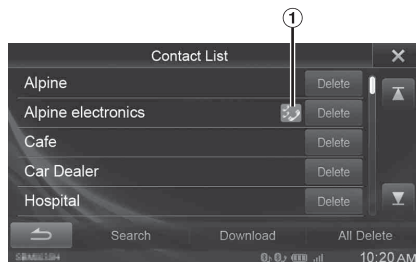 1
Contact List
Alpine Delete
Alpine electronics Delete
Cafe Delete
Car Dealer Delete
Hospital Delete
Search Download All Delete
10:20 AM